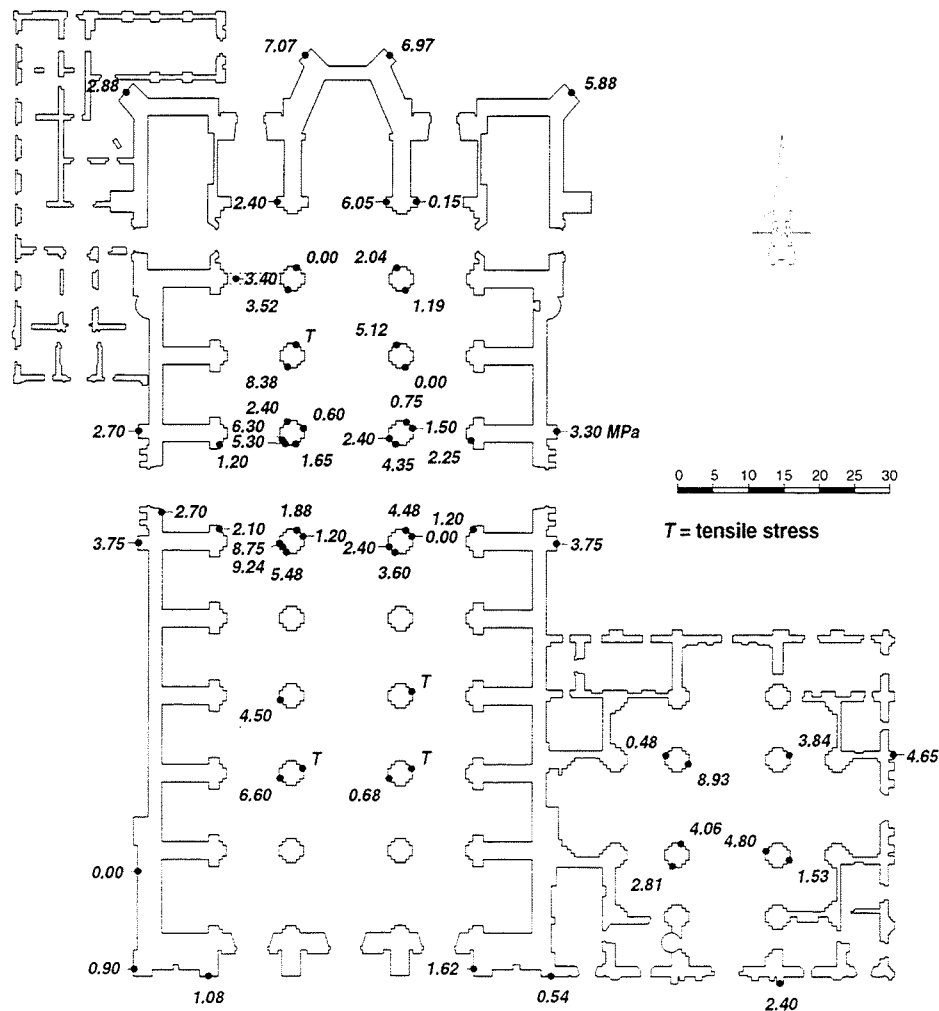 7.07 6.97
2.88 5.88
2.40 6.05 0.15
0.00 2.04
3.40
3.52 1.19
T 5.12
8.38 0.00
2.40 0.60 0.75
2.70 6.30 1.50 3.30 MPa
5.30 2.40
1.20 1.65 4.35 2.25
0 5 10 15 20 25 30
T = tensile stress
2.70 1.88 4.48 1.20
3.75 2.10 1.20 0.00 3.75
8.75 2.40
9.24 5.48 3.60
T
4.50
0.48 3.84
T T 4.65
6.60 0.68 8.93
4.06 4.80
0.00 2.81 1.53
0.90 1.62
1.08 0.54 2.40